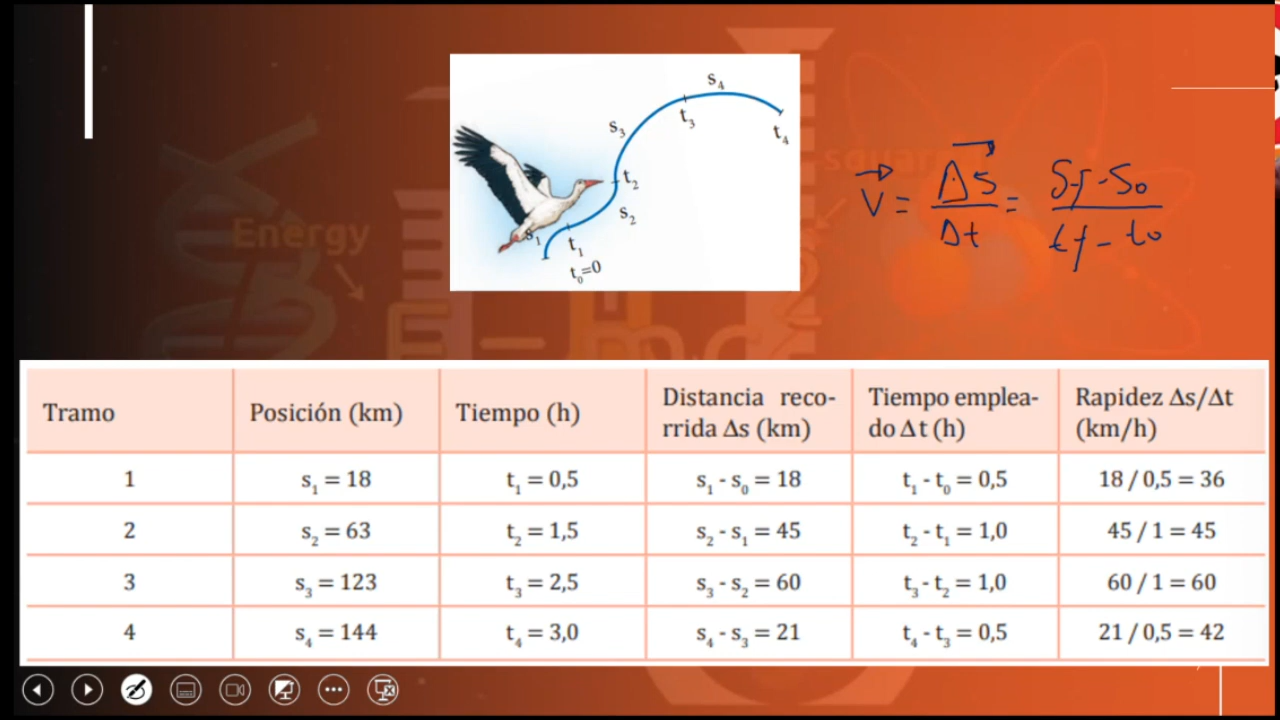 s₄
t₃
t₄
s₃
t₂
s₂
s₁
t₁
t₀=0
V⃗ = Δs⃗ / Δt = Sf - So / tf - to
Energy
square
Tramo | Posición (km) | Tiempo (h) | Distancia reco-rrida Δs (km) | Tiempo emplea-do Δt (h) | Rapidez Δs/Δt (km/h)
1 | s₁ = 18 | t₁ = 0,5 | s₁ - s₀ = 18 | t₁ - t₀ = 0,5 | 18 / 0,5 = 36
2 | s₂ = 63 | t₂ = 1,5 | s₂ - s₁ = 45 | t₂ - t₁ = 1,0 | 45 / 1 = 45
3 | s₃ = 123 | t₃ = 2,5 | s₃ - s₂ = 60 | t₃ - t₂ = 1,0 | 60 / 1 = 60
4 | s₄ = 144 | t₄ = 3,0 | s₄ - s₃ = 21 | t₄ - t₃ = 0,5 | 21 / 0,5 = 42